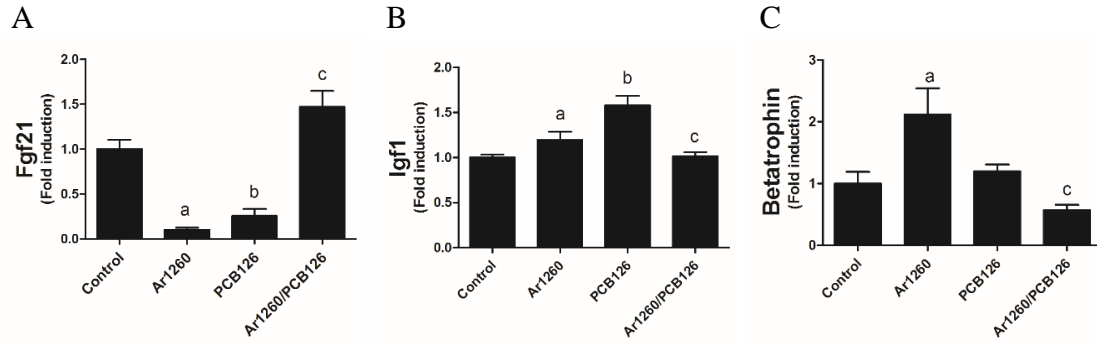 A
Fgf21
(Fold induction)
2.0
1.5
1.0
0.5
0.0
a
b
c
Control
Ar1260
PCB126
Ar1260/PCB126
B
Igf1
(Fold induction)
2.0
1.5
1.0
0.5
0.0
a
b
c
Control
Ar1260
PCB126
Ar1260/PCB126
C
Betatrophin
(Fold induction)
3
2
1
0
a
c
Control
Ar1260
PCB126
Ar1260/PCB126